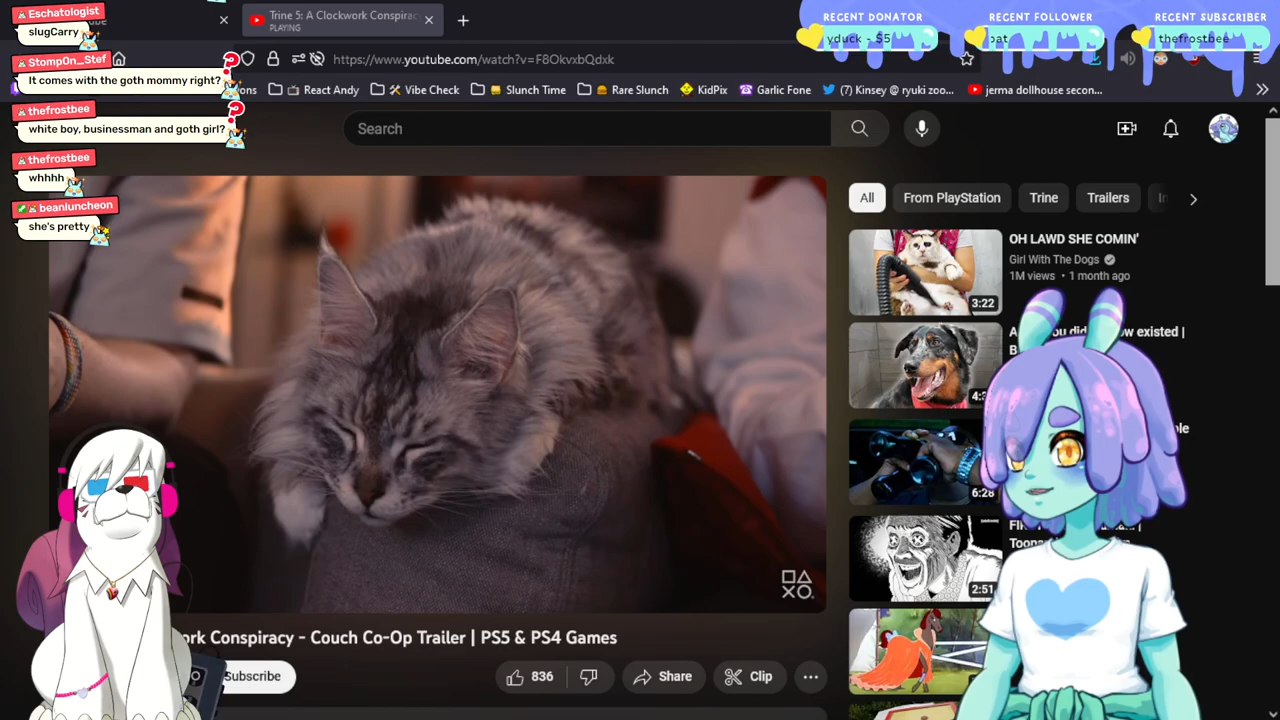 Eschatologist
slugCarry
StompOn_Stef
It comes with the goth mommy right?
thefrostbee
white boy, businessman and goth girl?
thefrostbee
whhhh
beanluncheon
she's pretty
Trine 5: A Clockwork Conspirac
PLAYING
RECENT DONATOR
yduck - $5
RECENT FOLLOWER
bat
RECENT SUBSCRIBER
thefrostbee
https://www.youtube.com/watch?v=F8OkvxbQdxk
ons
React Andy
Vibe Check
Slunch Time
Rare Slunch
KidPix
Garlic Fone
(7) Kinsey @ ryuki zoo...
jerma dollhouse secon...
Search
All
From PlayStation
Trine
Trailers
OH LAWD SHE COMIN'
Girl With The Dogs
1M views • 1 month ago
3:22
existed |
6:28
2:51
ork Conspiracy - Couch Co-Op Trailer | PS5 & PS4 Games
Subscribe
836
Share
Clip